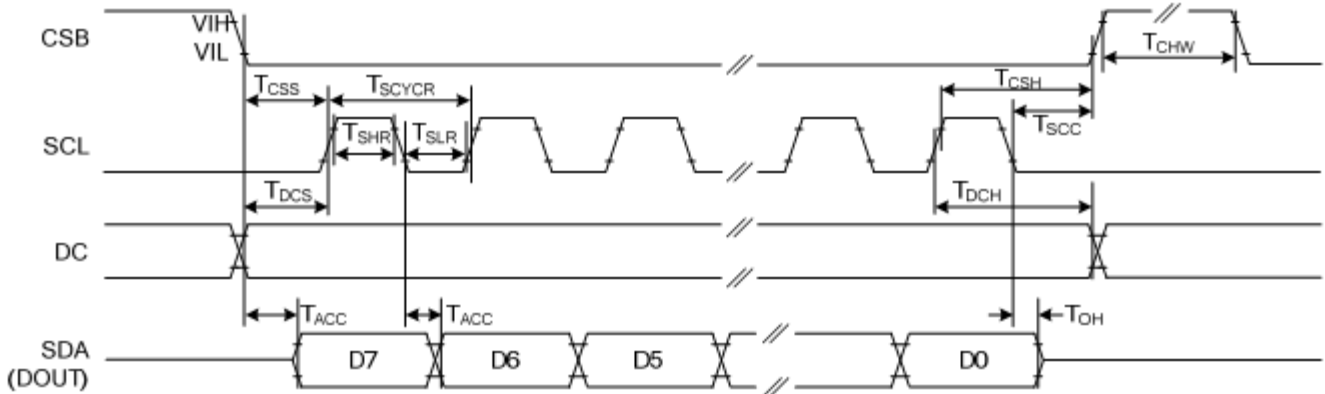 CSB
VIH
VIL
TCHW
TCSS
TSCYCR
TCSH
TSCC
SCL
TSHR
TSLR
TDCS
TDCH
DC
TACC
TACC
TOH
SDA
(DOUT)
D7
D6
D5
D0